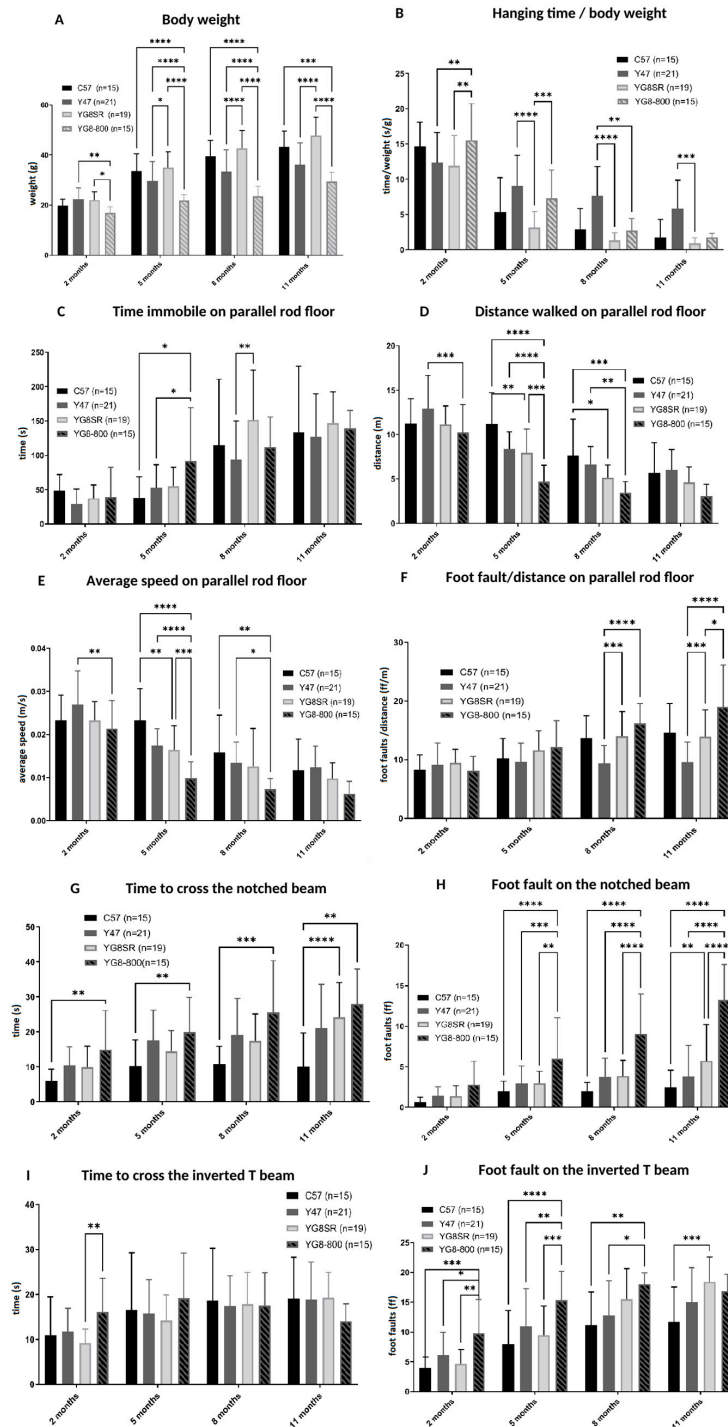 A
Body weight
****
****
***
****
****
****
****
****
****
*
****
**
*
C57 (n=15)
Y47 (n=21)
YG8SR (n=19)
YG8-800 (n=15)
weight (g)
60
40
20
0
2 months
5 months
8 months
11 months
B
Hanging time / body weight
**
**
***
****
**
****
***
C57 (n=15)
Y47 (n=21)
YG8SR (n=19)
YG8-800 (n=15)
time/weight (s/g)
25
20
15
10
5
0
2 months
5 months
8 months
11 months
C
Time immobile on parallel rod floor
*
*
**
C57 (n=15)
Y47 (n=21)
YG8SR (n=19)
YG8-800 (n=15)
time (s)
250
200
150
100
50
0
2 months
5 months
8 months
11 months
D
Distance walked on parallel rod floor
***
****
****
**
***
***
**
*
C57 (n=15)
Y47 (n=21)
YG8SR (n=19)
YG8-800 (n=15)
distance (m)
20
15
10
5
0
2 months
5 months
8 months
11 months
E
Average speed on parallel rod floor
**
****
****
**
***
**
*
C57 (n=15)
Y47 (n=21)
YG8SR (n=19)
YG8-800 (n=15)
average speed (m/s)
0.04
0.03
0.02
0.01
0.00
2 months
5 months
8 months
11 months
F
Foot fault/distance on parallel rod floor
****
***
****
*
***
C57 (n=15)
Y47 (n=21)
YG8SR (n=19)
YG8-800 (n=15)
foot faults /distance (ff/m)
30
20
10
0
2 months
5 months
8 months
11 months
G
Time to cross the notched beam
C57 (n=15)
Y47 (n=21)
YG8SR (n=19)
YG8-800(n=15)
**
**
***
**
****
time (s)
50
40
30
20
10
0
2 months
5 months
8 months
11 months
H
Foot fault on the notched beam
****
***
**
****
****
****
****
****
**
****
C57 (n=15)
Y47 (n=21)
YG8SR (n=19)
YG8-800 (n=15)
foot faults (ff)
20
15
10
5
0
2 months
5 months
8 months
11 months
I
Time to cross the inverted T beam
C57 (n=15)
Y47 (n=21)
YG8SR (n=19)
YG8-800 (n=15)
**
time (s)
40
30
20
10
0
2 months
5 months
8 months
11 months
J
Foot fault on the inverted T beam
C57 (n=15)
Y47 (n=21)
YG8SR (n=19)
YG8-800 (n=15)
***
*
**
****
**
***
**
*
***
foot faults (ff)
25
20
15
10
5
0
2 months
5 months
8 months
11 months